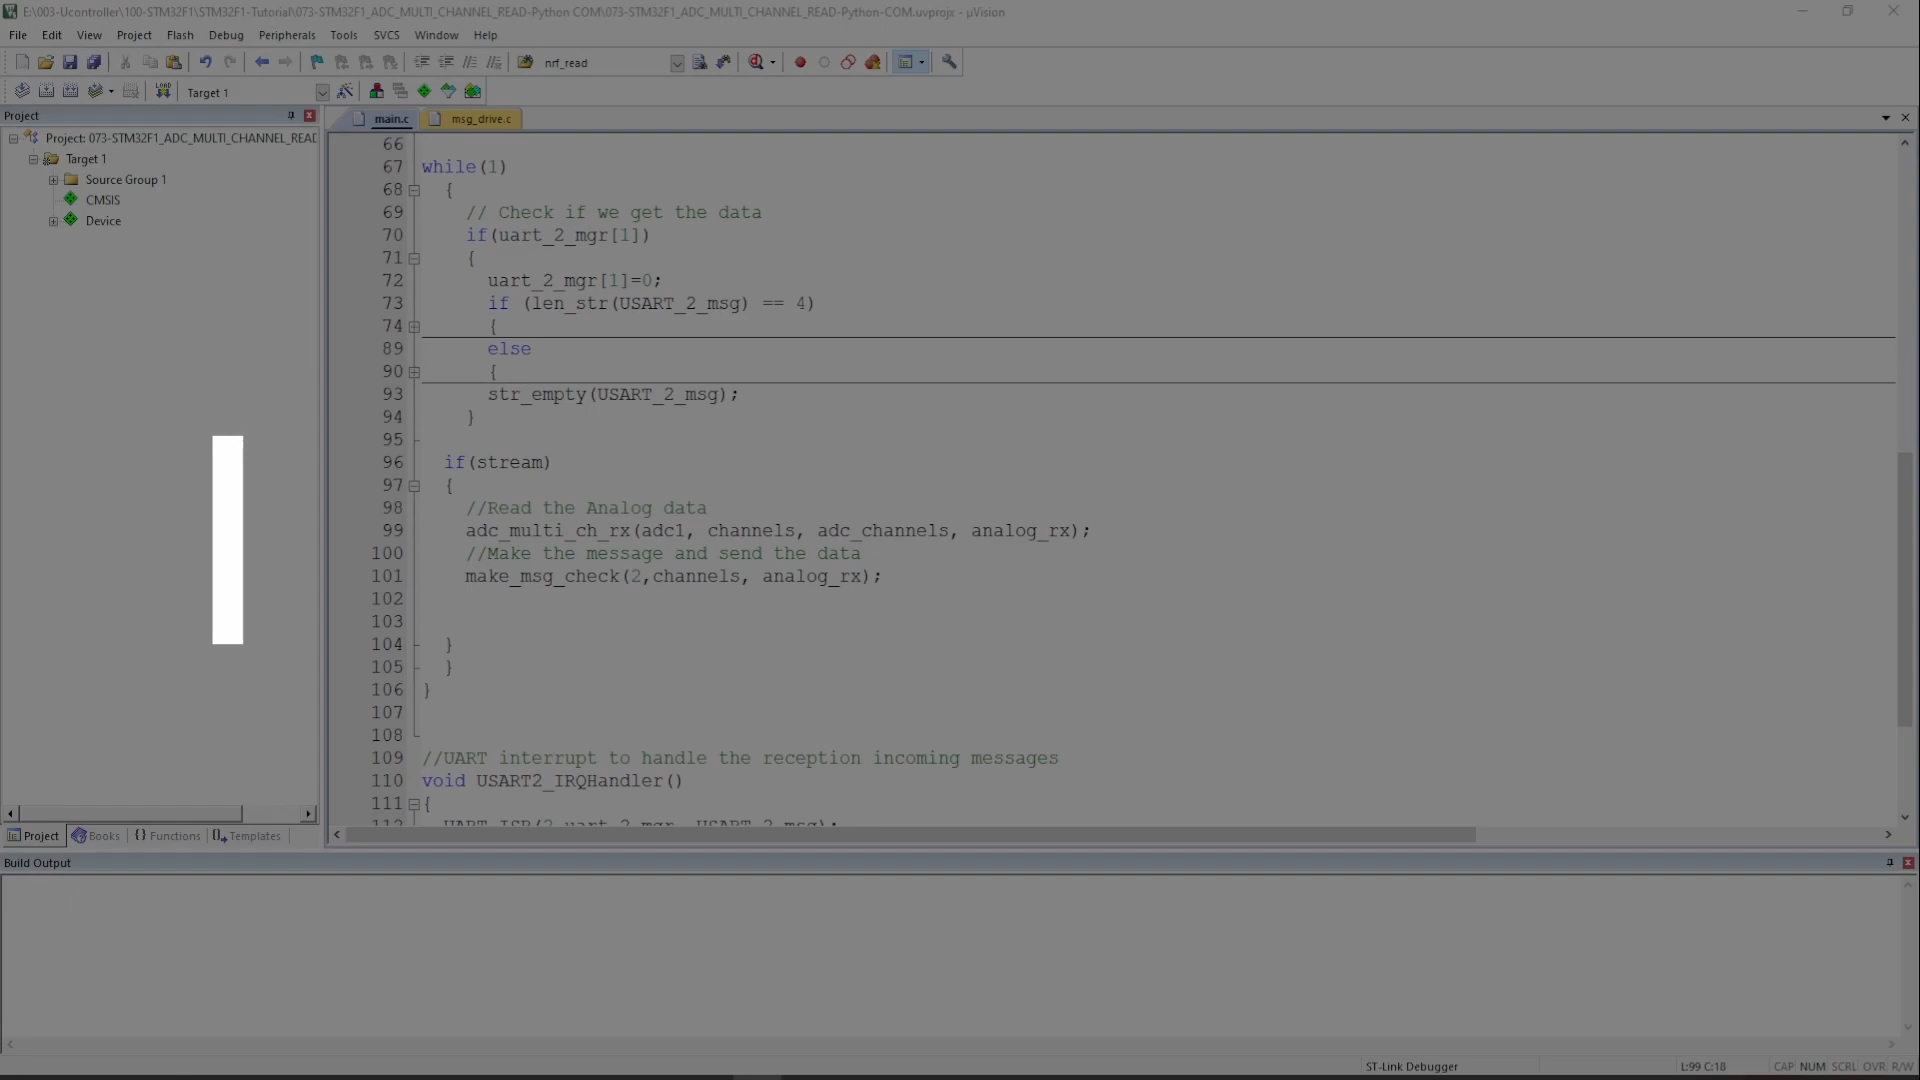 E:\003-Ucontroller\100-STM32F1\STM32F1-Tutorial\073-STM32F1_ADC_MULTI_CHANNEL_READ-Python COM\073-STM32F1_ADC_MULTI_CHANNEL_READ-Python-COM.uvprojx - µVision
File Edit View Project Flash Debug Peripherals Tools SVCS Window Help
nrf_read
LOAD Target 1
Project
main.c msg_drive.c
Project: 073-STM32F1_ADC_MULTI_CHANNEL_READ
Target 1
Source Group 1
CMSIS
Device
66
67 while(1)
68 {
69 // Check if we get the data
70 if(uart_2_mgr[1])
71 {
72 uart_2_mgr[1]=0;
73 if (len_str(USART_2_msg) == 4)
74 {
89 else
90 {
93 str_empty(USART_2_msg);
94 }
95
96 if(stream)
97 {
98 //Read the Analog data
99 adc_multi_ch_rx(adc1, channels, adc_channels, analog_rx);
100 //Make the message and send the data
101 make_msg_check(2,channels, analog_rx);
102
103
104 }
105 }
106 }
107
108
109 //UART interrupt to handle the reception incoming messages
110 void USART2_IRQHandler()
111 {
112 UART_ISR(2,uart_2_mgr, USART_2_msg);
Project Books {} Functions {} Templates
Build Output
ST-Link Debugger L:99 C:18 CAP NUM SCRL OVR R/W